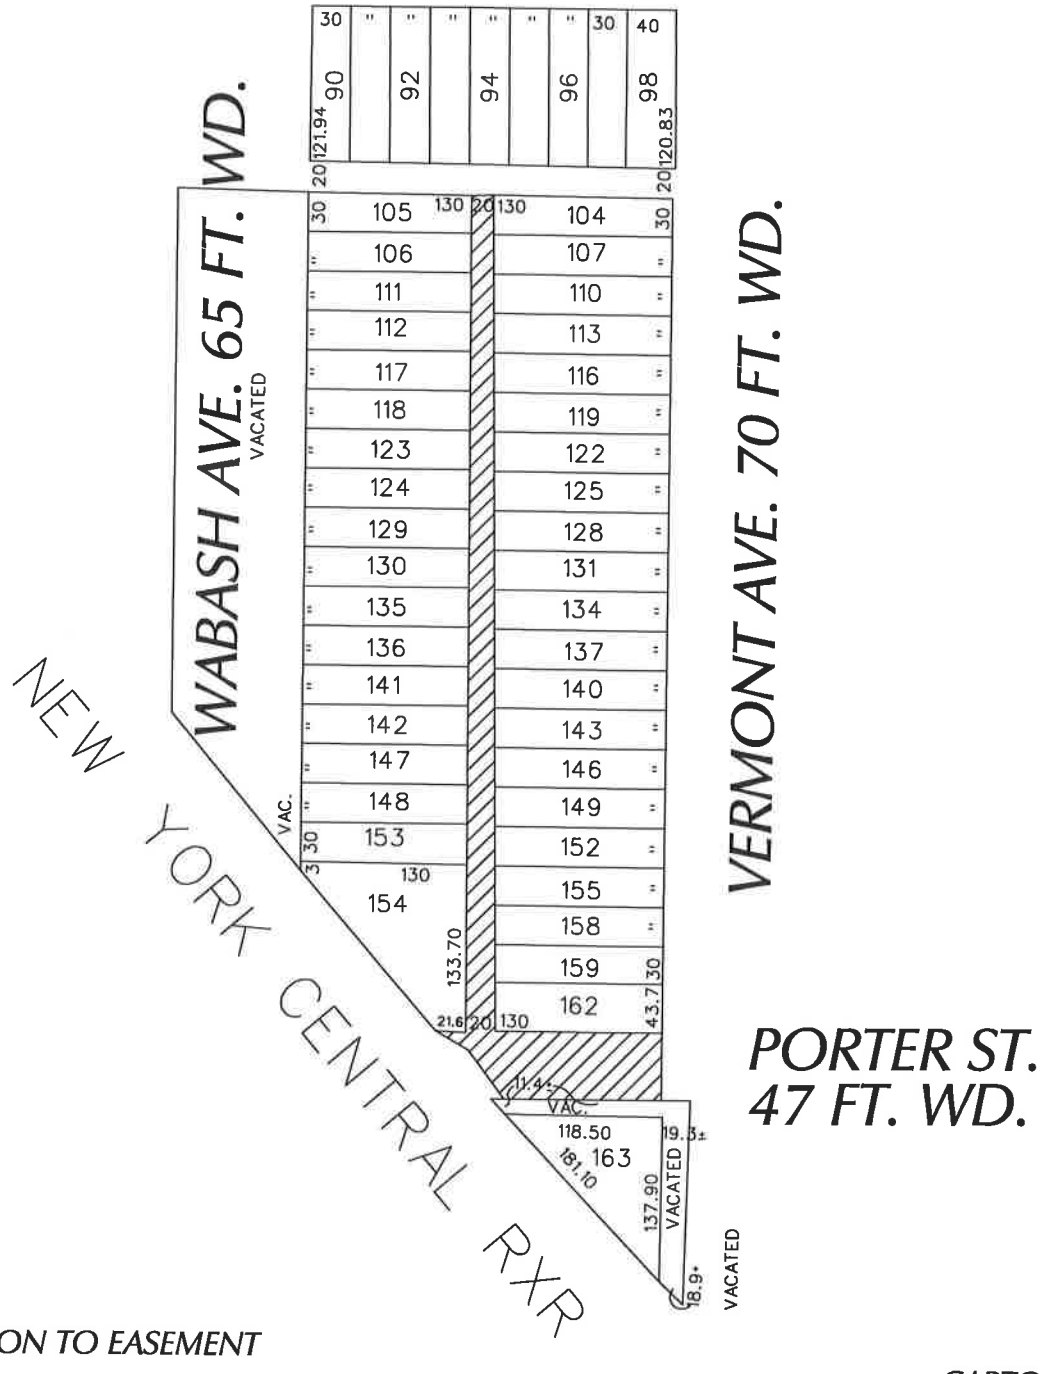 30 " " " " " 30 40
90 92 94 96 98
121.94 120.83
20 20
WABASH AVE. 65 FT. WD.
VACATED
VERMONT AVE. 70 FT. WD.
30 105 130 20 130 104 30
" 106 107 "
" 111 110 "
" 112 113 "
" 117 116 "
" 118 119 "
" 123 122 "
" 124 125 "
" 129 128 "
" 130 131 "
" 135 134 "
" 136 137 "
" 141 140 "
" 142 143 "
" 147 146 "
" 148 149 "
VAC.
30 153 152 "
3 130 155 "
154 158 "
133.70 159 30
162 43.7
21.6 20 130
NEW YORK CENTRAL RXR
PORTER ST.
47 FT. WD.
11.4±
VAC.
118.50 19.3±
163
181.10
137.90
VACATED
18.9+
VACATED
ON TO EASEMENT